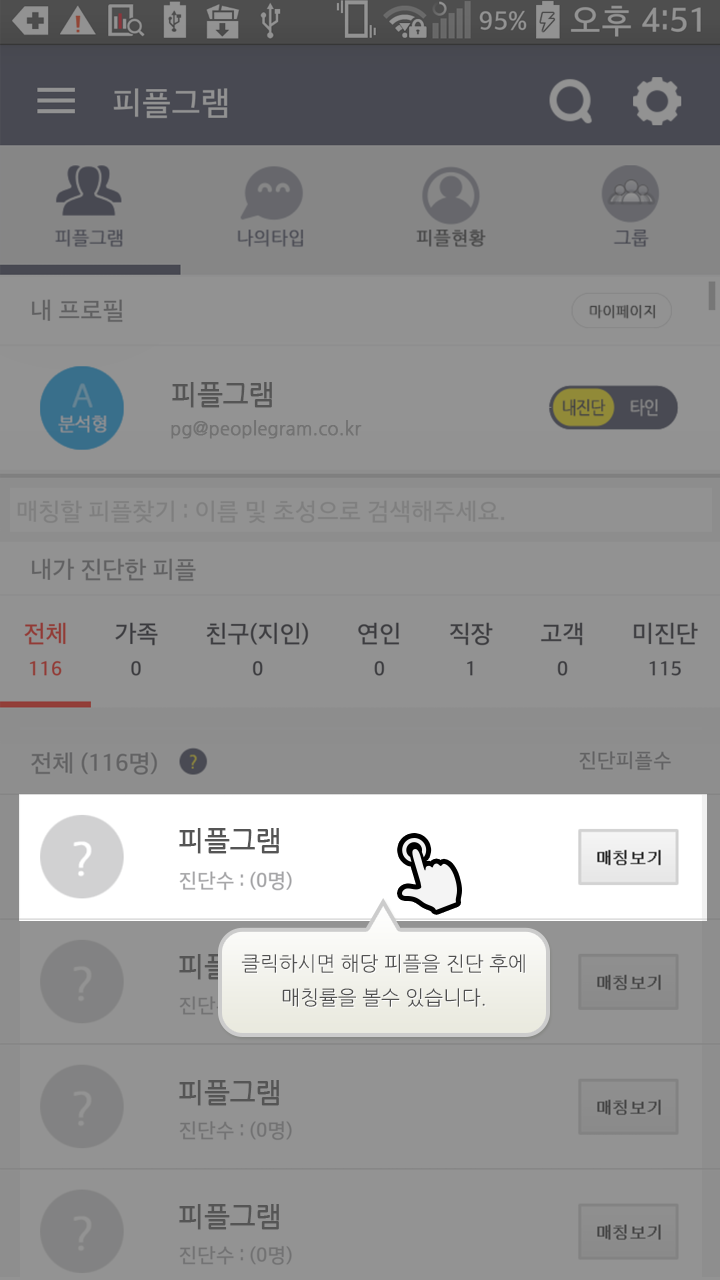 95% 오후 4:51
피플그램
피플그램 나의타입 피플현황 그룹
내 프로필 마이페이지
A
분석형
피플그램
pg@peoplegram.co.kr
내진단 타인
매칭할 피플찾기 : 이름 및 초성으로 검색해주세요.
내가 진단한 피플
전체 가족 친구(지인) 연인 직장 고객 미진단
116 0 0 0 1 0 115
전체 (116명) ? 진단피플수
? 피플그램 매칭보기
진단수 : (0명)
클릭하시면 해당 피플을 진단 후에
매칭률을 볼수 있습니다.
? 피플 매칭보기
진단수
? 피플그램 매칭보기
진단수 : (0명)
? 피플그램 매칭보기
진단수 : (0명)